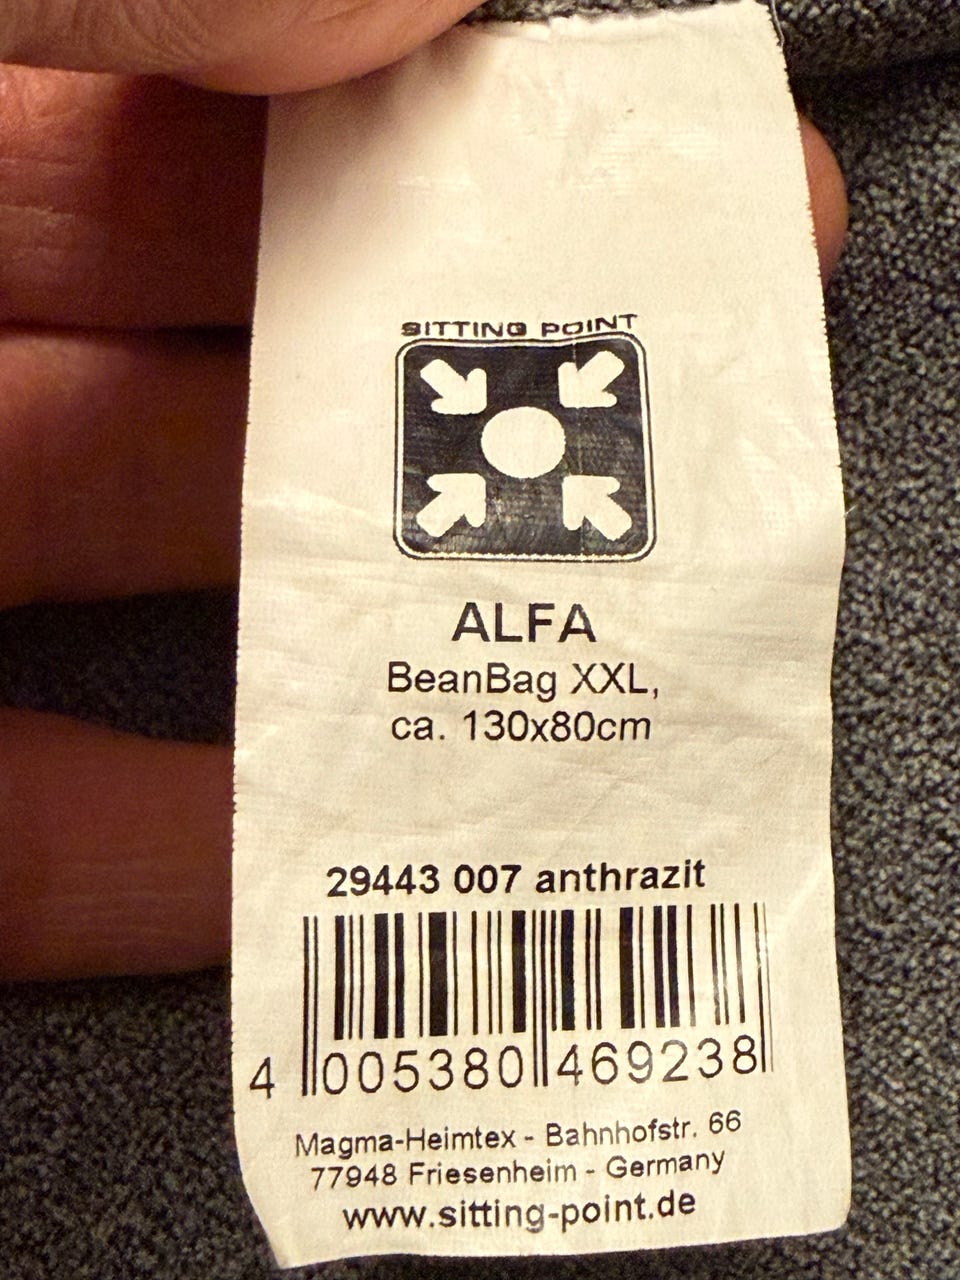 SITTING POINT
ALFA
BeanBag XXL,
ca. 130x80cm
29443 007 anthrazit
4 005380 469238
Magma-Heimtex - Bahnhofstr. 66
77948 Friesenheim - Germany
www.sitting-point.de